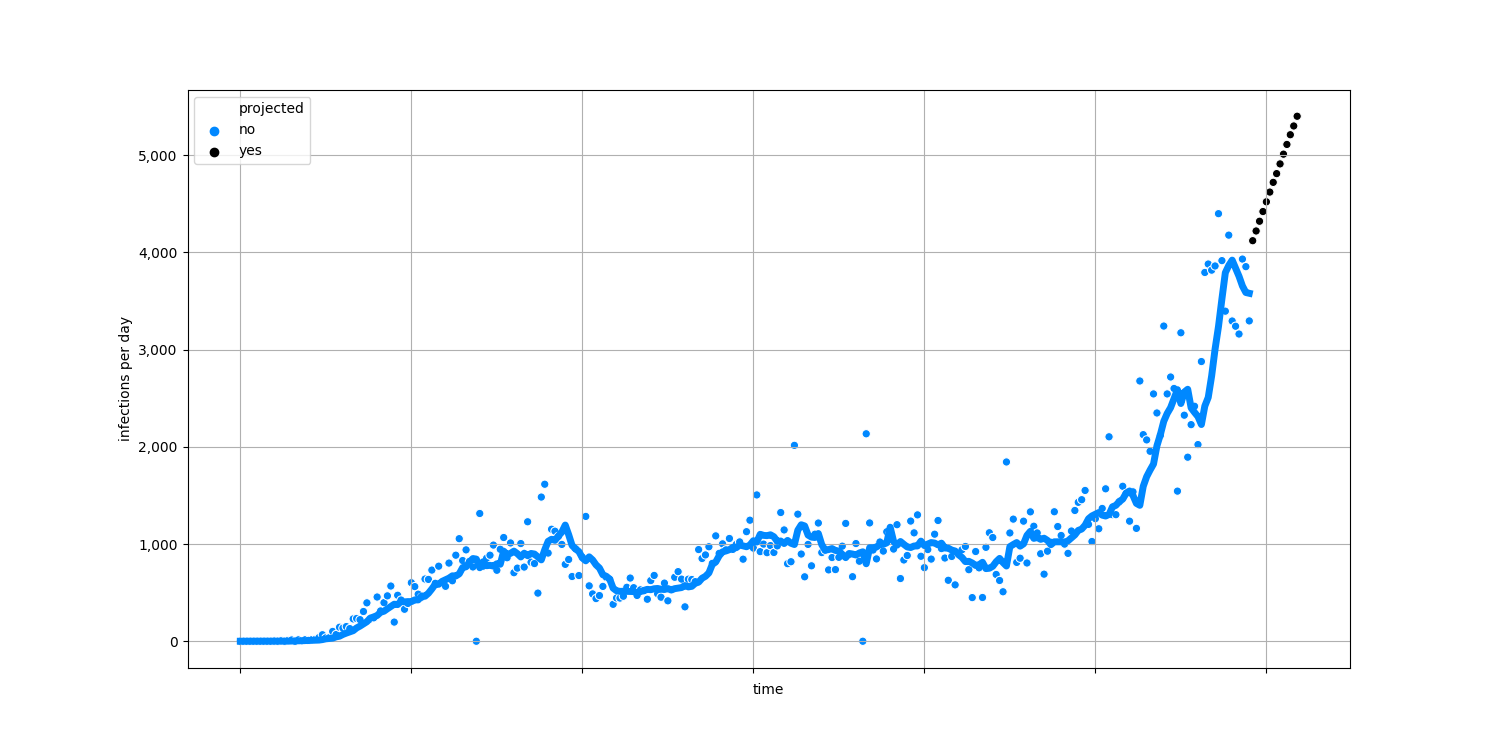 projected
no
yes
5,000
4,000
3,000
2,000
1,000
0
infections per day
time